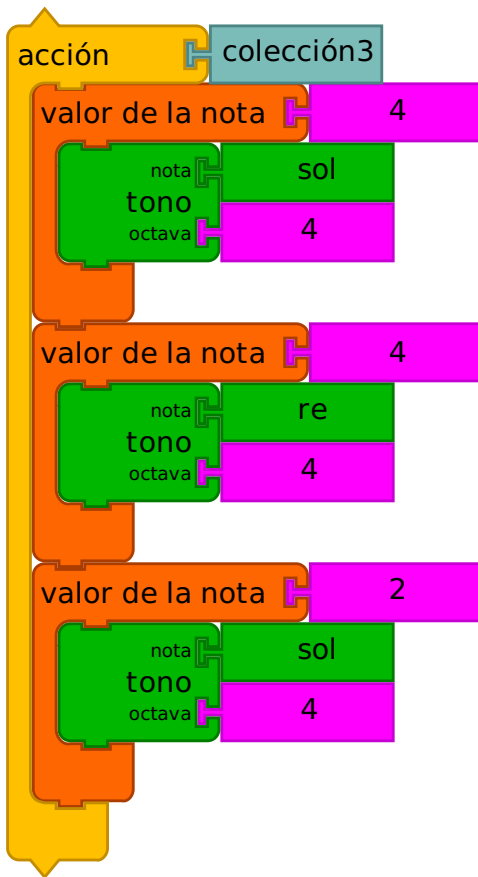 acción colección3
valor de la nota 4
nota sol
tono
octava 4
valor de la nota 4
nota re
tono
octava 4
valor de la nota 2
nota sol
tono
octava 4